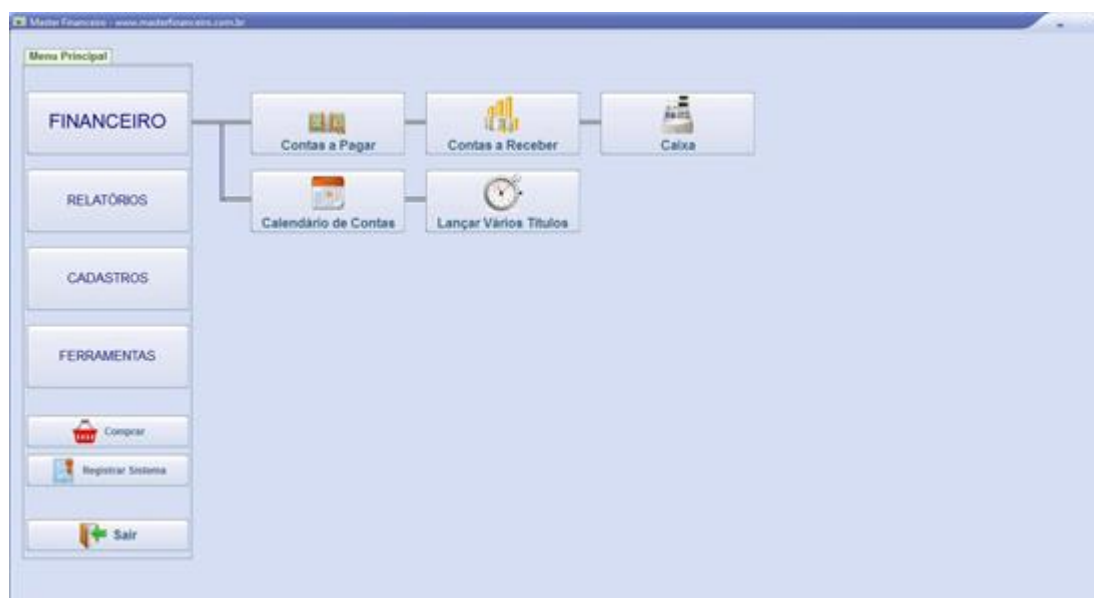 Master Financeiro - www.masterfinanceiro.com.br
Menu Principal
FINANCEIRO
Contas a Pagar
Contas a Receber
Caixa
RELATÓRIOS
Calendário de Contas
Lançar Vários Títulos
CADASTROS
FERRAMENTAS
Comprar
Registrar Sistema
Sair